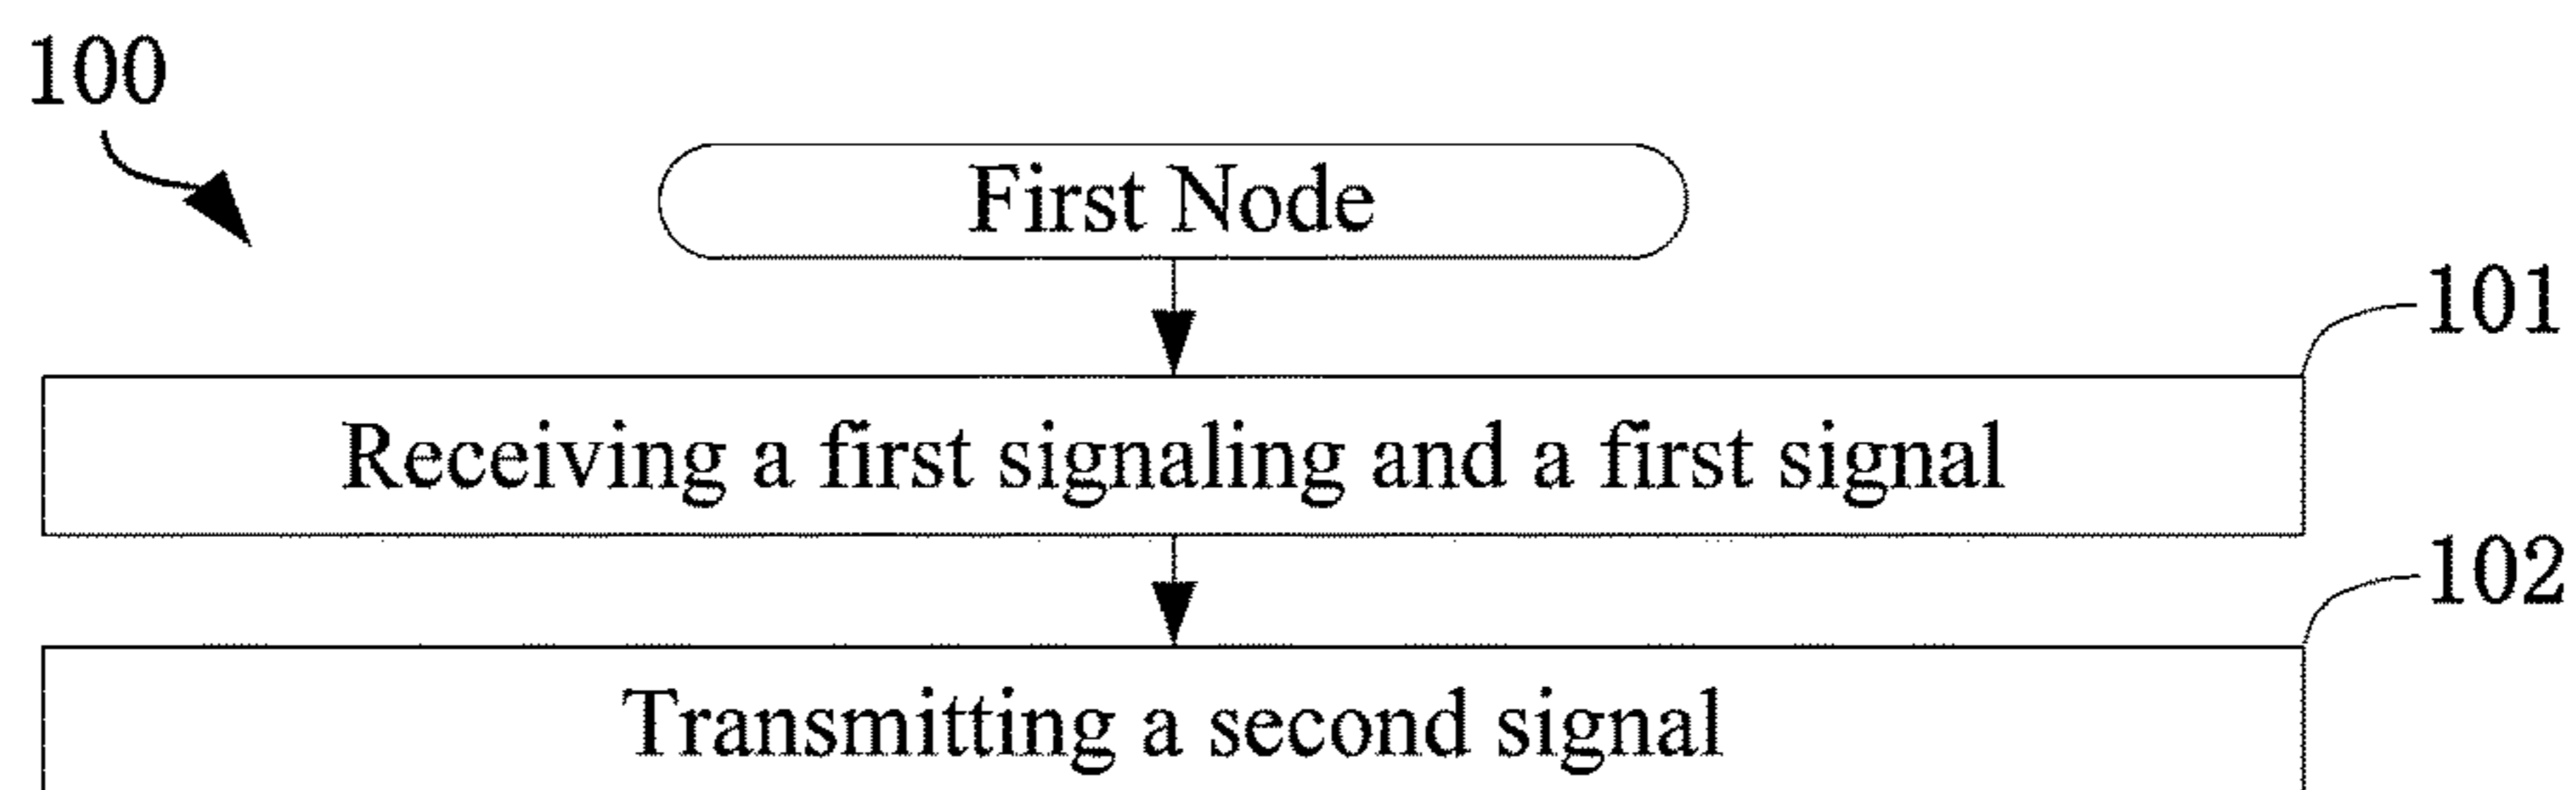 100
First Node
101
Receiving a first signaling and a first signal
102
Transmitting a second signal